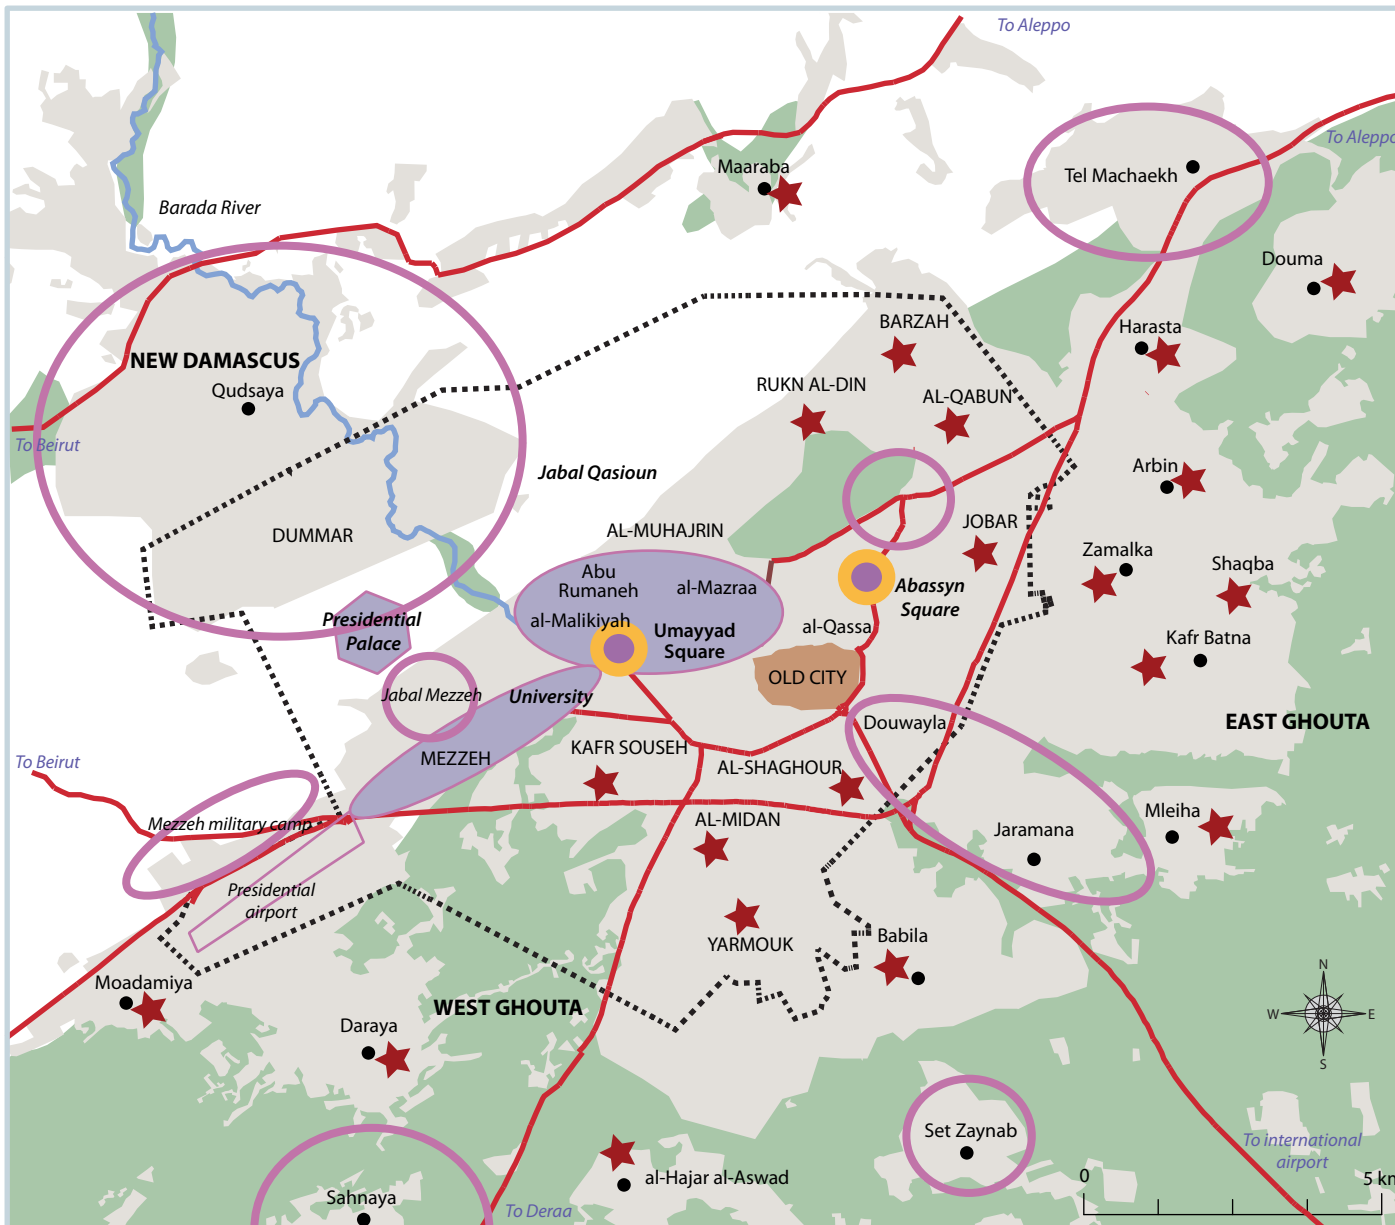 To Aleppo
To Aleppo
Tel Machaekh
Maaraba
Barada River
Douma
BARZAH
Harasta
NEW DAMASCUS
Qudsaya
RUKN AL-DIN
AL-QABUN
To Beirut
Jabal Qasioun
Arbin
DUMMAR
AL-MUHAJRIN
JOBAR
Zamalka
Shaqba
Abu
Rumaneh
al-Mazraa
Abassyn
Square
Presidential
Palace
al-Malikiyah
Umayyad
Square
al-Qassa
Kafr Batna
OLD CITY
Jabal Mezzeh
University
Douwayla
EAST GHOUTA
To Beirut
MEZZEH
KAFR SOUSEH
AL-SHAGHOUR
Mezzeh military camp
AL-MIDAN
Jaramana
Mleiha
Presidential
airport
YARMOUK
Babila
Moadamiya
WEST GHOUTA
Daraya
N
W
E
S
Set Zaynab
To international
airport
al-Hajar al-Aswad
Sahnaya
To Deraa
0
5 km